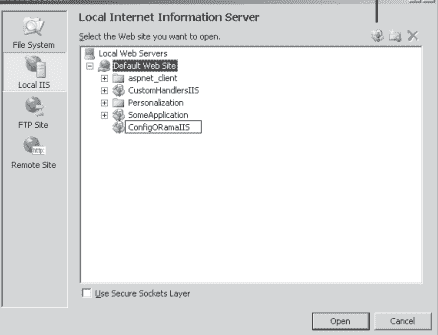 Local Internet Information Server
Select the Web site you want to open.
File System
Local IIS
FTP Site
http:
Remote Site
Local Web Servers
Default Web Site
aspnet_client
CustomHandlersIIS
Personalization
SomeApplication
ConfigORamaIIS
Use Secure Sockets Layer
Open
Cancel